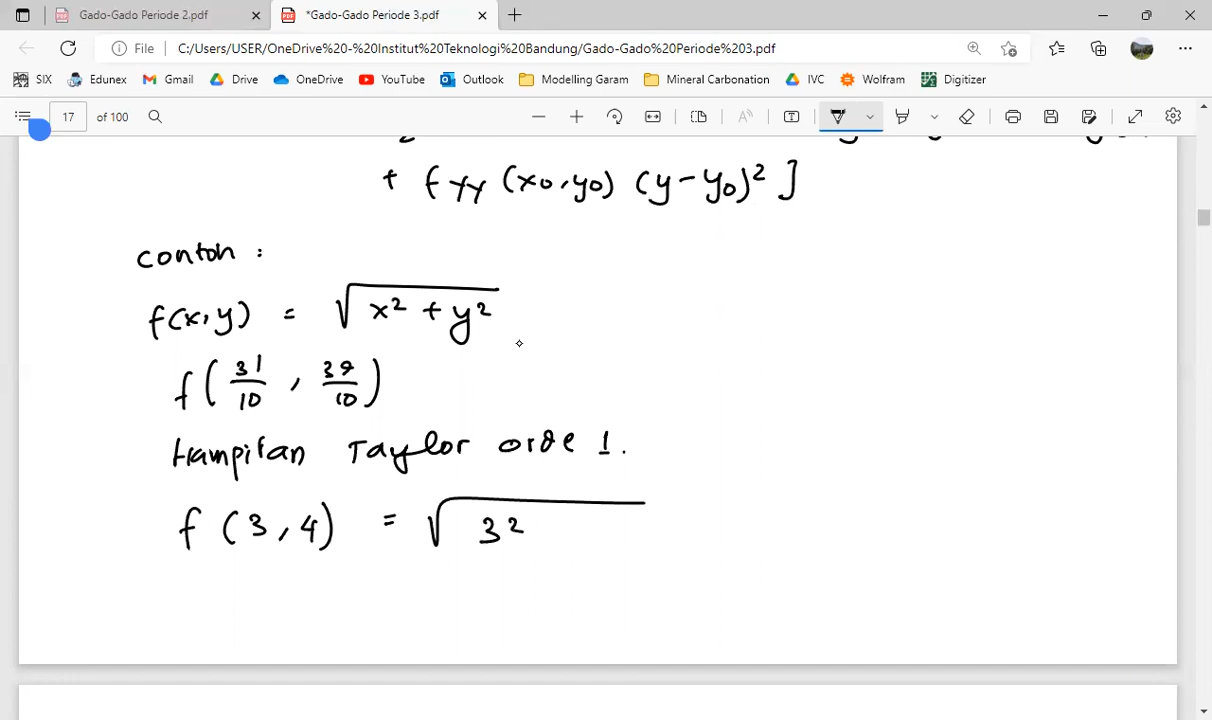 Gado-Gado Periode 2.pdf
*Gado-Gado Periode 3.pdf
File
C:/Users/USER/OneDrive%20-%20Institut%20Teknologi%20Bandung/Gado-Gado%20Periode%203.pdf
SIX Edunex Gmail Drive OneDrive YouTube Outlook Modelling Garam Mineral Carbonation IVC Wolfram Digitizer
17 of 100
+ fyy (x0,y0) (y-y0)² ]
contoh :
f(x,y) = √(x² + y²)
f(31/10 , 39/10)
Hampiran Taylor orde 1.
f (3,4) = √ 3²